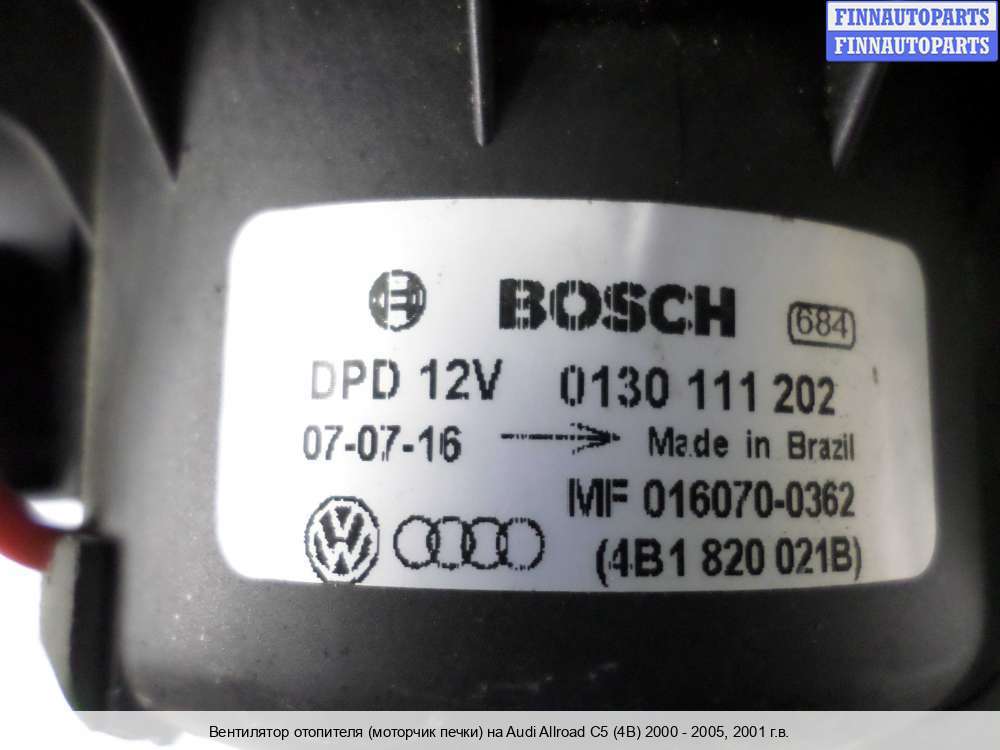 FINNAUTOPARTS
FINNAUTOPARTS
BOSCH 684
DPD 12V 0130 111 202
07-07-16 Made in Brazil
MF 016070-0362
(4B1 820 021B)
Вентилятор отопителя (моторчик печки) на Audi Allroad C5 (4B) 2000 - 2005, 2001 г.в.